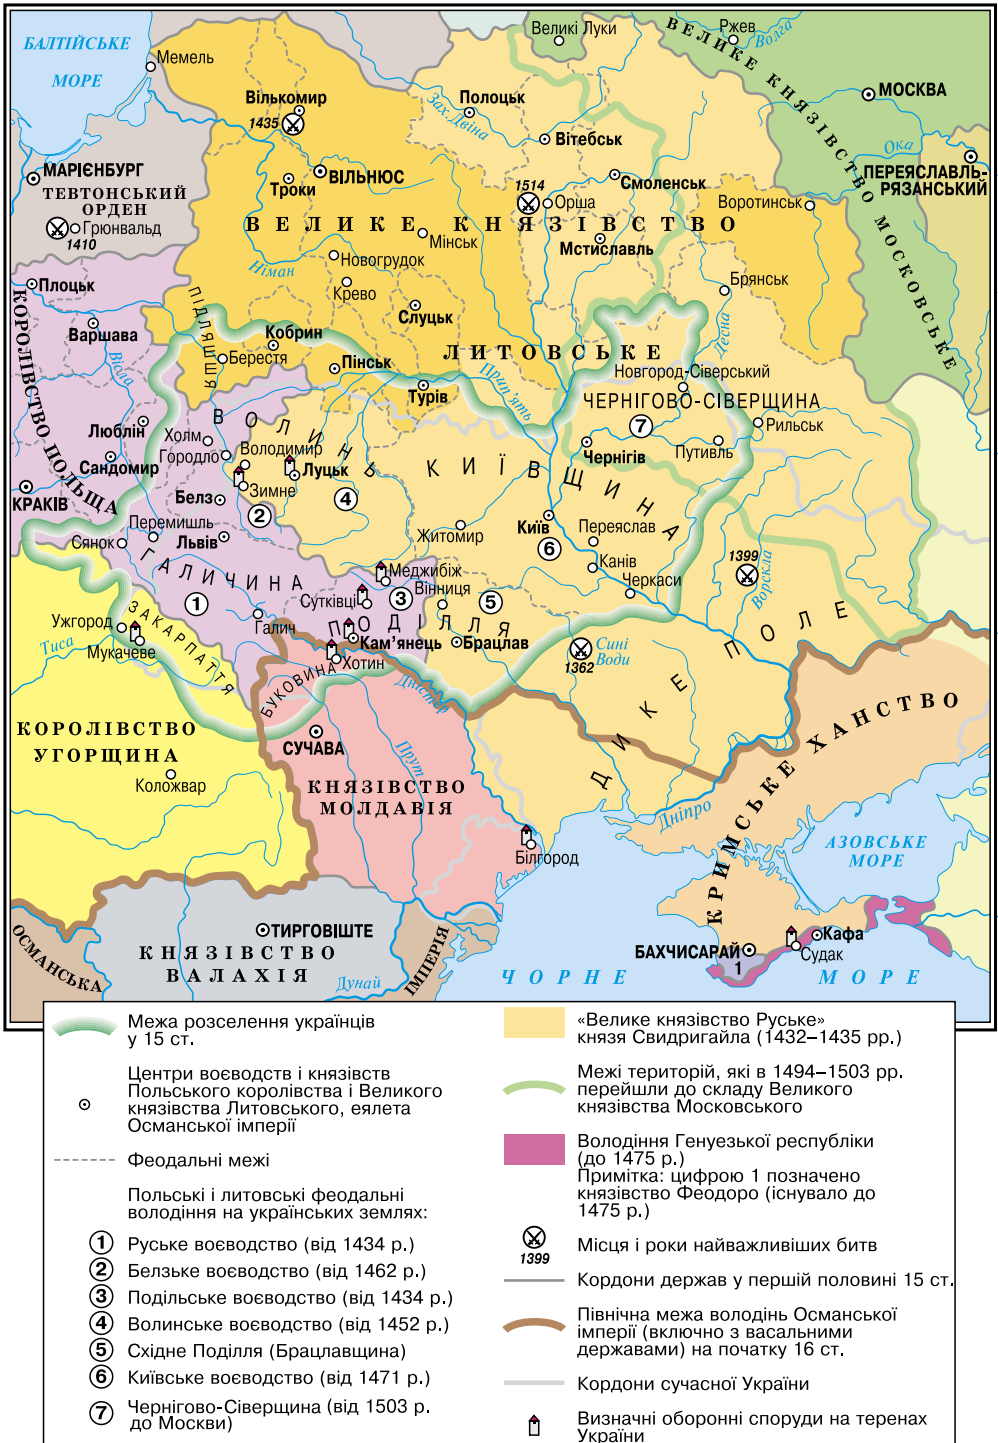 БАЛТІЙСЬКЕ
МОРЕ
Мемель
Великі Луки
Ржев
Волга
ВЕЛИКЕ КНЯЗІВСТВО МОСКОВСЬКЕ
МОСКВА
Ока
ПЕРЕЯСЛАВЛЬ-
РЯЗАНСЬКИЙ
Вількомир
1435
Полоцьк
Зах. Двіна
Вітебськ
МАРІЄНБУРГ
ТЕВТОНСЬКИЙ
ОРДЕН
Грюнвальд
1410
ВІЛЬНЮС
Троки
1514
Орша
Смоленськ
Воротинськ
ВЕЛИКЕ КНЯЗІВСТВО
Мінськ
Мстиславль
Німан
Новогрудок
Крево
Брянськ
Плоцьк
Варшава
КОРОЛІВСТВО ПОЛЬЩА
Вісла
ПІДЛЯШШЯ
Слуцьк
Кобрин
Берестя
Пінськ
ЛИТОВСЬКЕ
Десна
Турів
Прип'ять
Новгород-Сіверський
ЧЕРНІГОВО-СІВЕРЩИНА
7
Рильськ
Путивль
Чернігів
Люблін
Холм
Городло
ВОЛИНЬ
Володимир
Луцьк
Зимне
4
Сандомир
КРАКІВ
Белз
2
КИЇВЩИНА
Перемишль
Сянок
Львів
Житомир
Київ
6
Переяслав
Канів
Черкаси
1399
Ворскла
ГАЛИЧИНА
1
Меджибіж
Вінниця
Сутківці
3
5
ПОДІЛЛЯ
Галич
Кам'янець
Брацлав
Хотин
1362
Сині
Води
Ужгород
ЗАКАРПАТТЯ
Тиса
Мукачеве
БУКОВИНА
Дністер
ДИКЕ ПОЛЕ
КОРОЛІВСТВО
УГОРЩИНА
Коложвар
СУЧАВА
Прут
КНЯЗІВСТВО
МОЛДАВІЯ
Дніпро
КРИМСЬКЕ ХАНСТВО
Білгород
АЗОВСЬКЕ
МОРЕ
ОСМАНСЬКА
ІМПЕРІЯ
ТИРГОВІШТЕ
КНЯЗІВСТВО
ВАЛАХІЯ
Дунай
ЧОРНЕ МОРЕ
БАХЧИСАРАЙ
1
Кафа
Судак
Межа розселення українців
у 15 ст.
Центри воєводств і князівств
Польського королівства і Великого
князівства Литовського, еялета
Османської імперії
Феодальні межі
Польські і литовські феодальні
володіння на українських землях:
1 Руське воєводство (від 1434 р.)
2 Белзьке воєводство (від 1462 р.)
3 Подільське воєводство (від 1434 р.)
4 Волинське воєводство (від 1452 р.)
5 Східне Поділля (Брацлавщина)
6 Київське воєводство (від 1471 р.)
7 Чернігово-Сіверщина (від 1503 р.
до Москви)
«Велике князівство Руське»
князя Свидригайла (1432–1435 рр.)
Межі територій, які в 1494–1503 рр.
перейшли до складу Великого
князівства Московського
Володіння Генуезької республіки
(до 1475 р.)
Примітка: цифрою 1 позначено
князівство Феодоро (існувало до
1475 р.)
1399
Місця і роки найважливіших битв
Кордони держав у першій половині 15 ст.
Північна межа володінь Османської
імперії (включно з васальними
державами) на початку 16 ст.
Кордони сучасної України
Визначні оборонні споруди на теренах
України